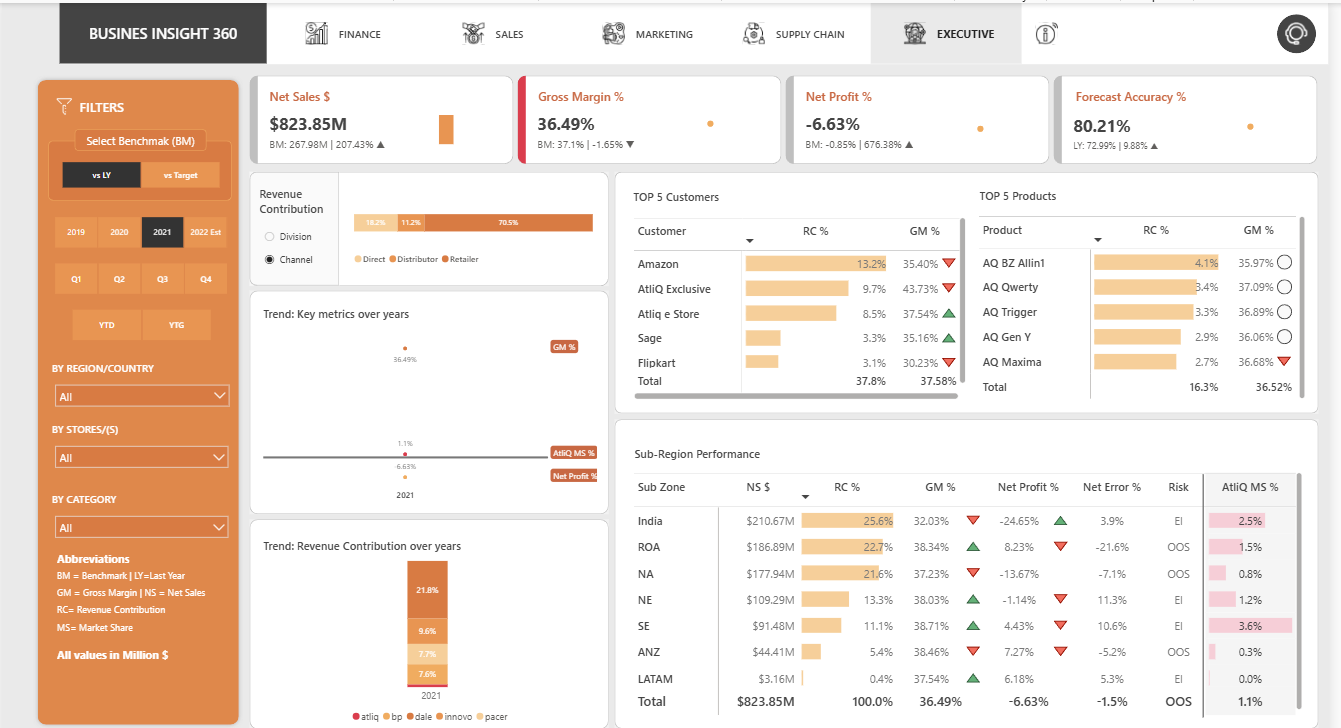 BUSINES INSIGHT 360
FINANCE
SALES
MARKETING
SUPPLY CHAIN
EXECUTIVE
FILTERS
Select Benchmak (BM)
vs LY
vs Target
2019
2020
2021
2022 Est
Q1
Q2
Q3
Q4
YTD
YTG
BY REGION/COUNTRY
All
BY STORES/(S)
All
BY CATEGORY
All
Abbreviations
BM = Benchmark | LY=Last Year
GM = Gross Margin | NS = Net Sales
RC= Revenue Contribution
MS= Market Share
All values in Million $
Net Sales $
$823.85M
BM: 267.98M | 207.43% ▲
Gross Margin %
36.49%
BM: 37.1% | -1.65% ▼
Net Profit %
-6.63%
BM: -0.85% | 676.38% ▲
Forecast Accuracy %
80.21%
LY: 72.99% | 9.88% ▲
Revenue
Contribution
Division
Channel
18.2% 11.2% 70.5%
Direct Distributor Retailer
Trend: Key metrics over years
GM %
36.49%
1.1%
AtliQ MS %
-6.63%
Net Profit %
2021
Trend: Revenue Contribution over years
21.8%
9.6%
7.7%
7.6%
2021
atliq bp dale innovo pacer
TOP 5 Customers
Customer RC % GM %
Amazon 13.2% 35.40%
AtliQ Exclusive 9.7% 43.73%
Atliq e Store 8.5% 37.54%
Sage 3.3% 35.16%
Flipkart 3.1% 30.23%
Total 37.8% 37.58%
TOP 5 Products
Product RC % GM %
AQ BZ Allin1 4.1% 35.97%
AQ Qwerty 3.4% 37.09%
AQ Trigger 3.3% 36.89%
AQ Gen Y 2.9% 36.06%
AQ Maxima 2.7% 36.68%
Total 16.3% 36.52%
Sub-Region Performance
Sub Zone NS $ RC % GM % Net Profit % Net Error % Risk AtliQ MS %
India $210.67M 25.6% 32.03% -24.65% 3.9% EI 2.5%
ROA $186.89M 22.7% 38.34% 8.23% -21.6% OOS 1.5%
NA $177.94M 21.6% 37.23% -13.67% -7.1% OOS 0.8%
NE $109.29M 13.3% 38.03% -1.14% 11.3% EI 1.2%
SE $91.48M 11.1% 38.71% 4.43% 10.6% EI 3.6%
ANZ $44.41M 5.4% 38.46% 7.27% -5.2% OOS 0.3%
LATAM $3.16M 0.4% 37.54% 6.18% 5.3% EI 0.0%
Total $823.85M 100.0% 36.49% -6.63% -1.5% OOS 1.1%